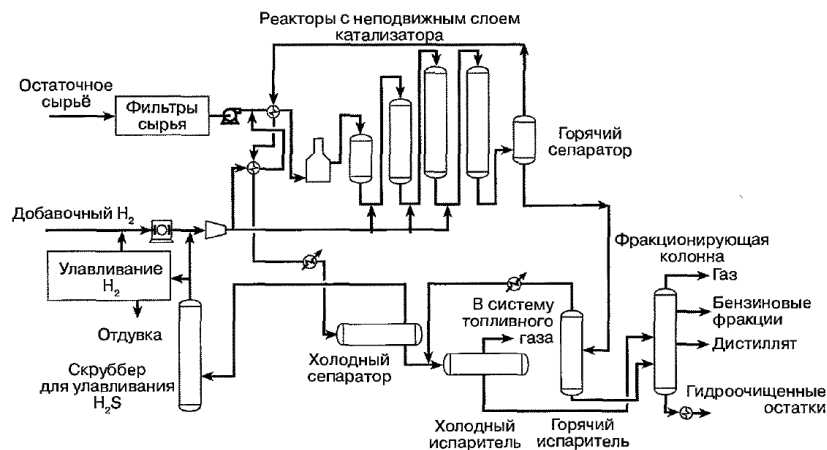 Реакторы с неподвижным слоем
катализатора
Остаточное
сырьё
Фильтры
сырья
Горячий
сепаратор
Добавочный H₂
Улавливание
H₂
Отдувка
Скруббер
для улавливания
H₂S
Холодный
сепаратор
В систему
топливного
газа
Холодный
испаритель
Горячий
испаритель
Фракционирующая
колонна
Газ
Бензиновые
фракции
Дистиллят
Гидроочищенные
остатки